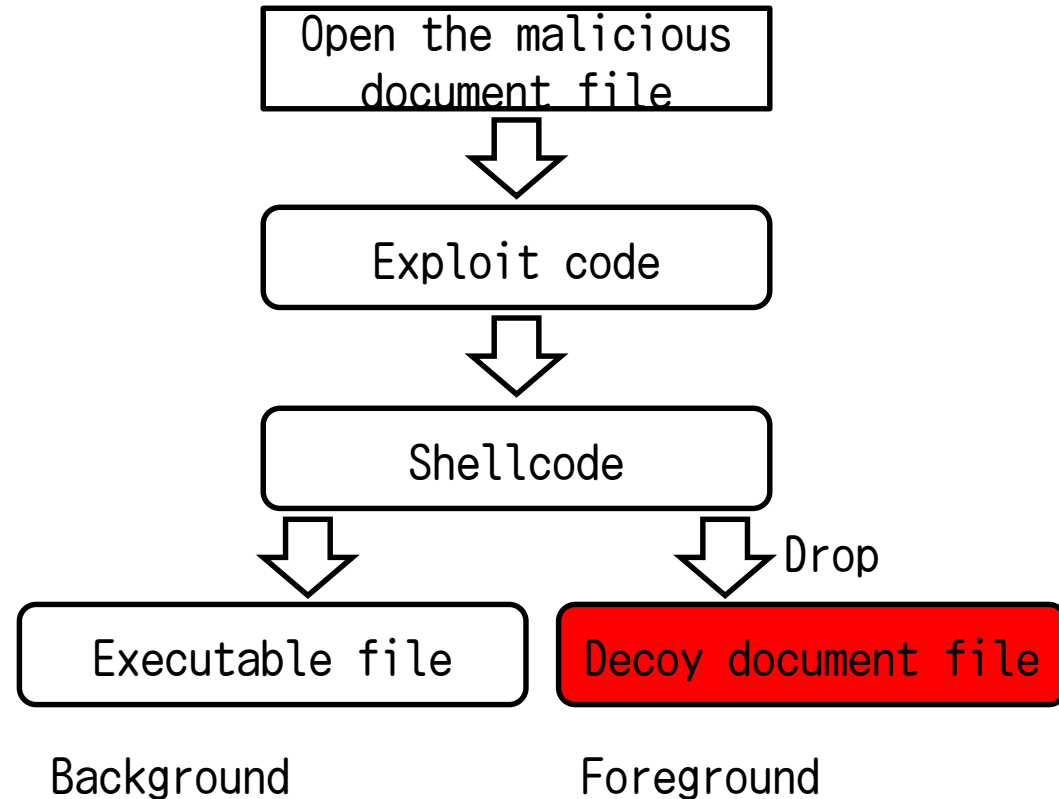 Open the malicious
document file
Exploit code
Shellcode
Drop
Executable file
Decoy document file
Background
Foreground